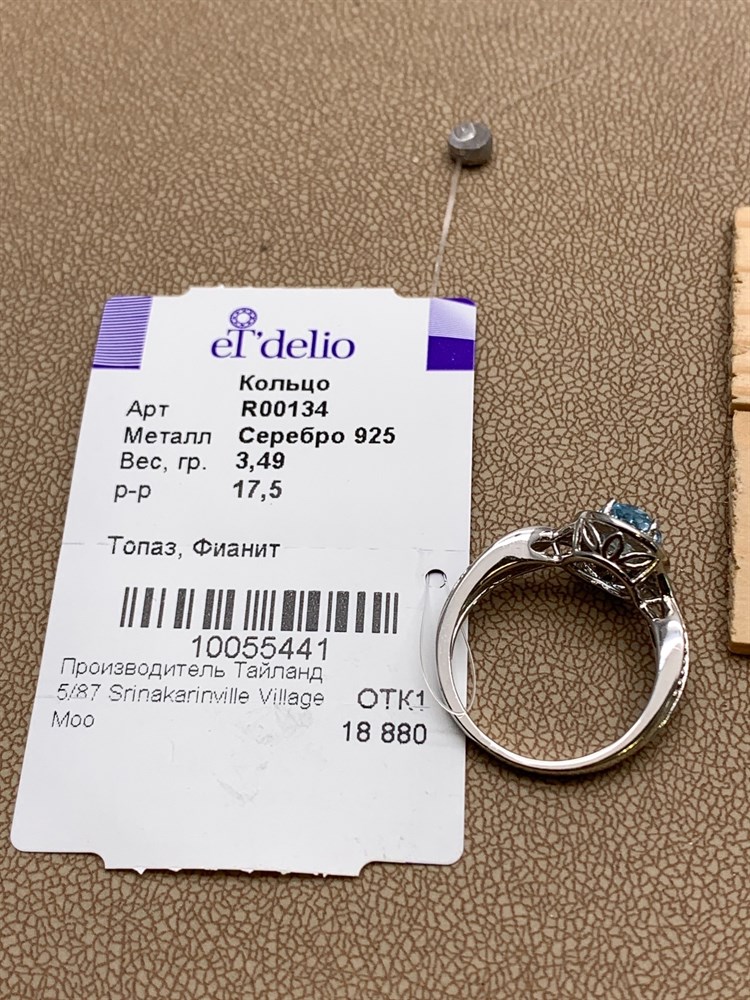 eT'delio
Кольцо
Арт R00134
Металл Серебро 925
Вес, гр. 3,49
р-р 17,5
Топаз, Фианит
10055441
Производитель Тайланд
5/87 Srinakarinville Village
Moo
ОТК1
18 880